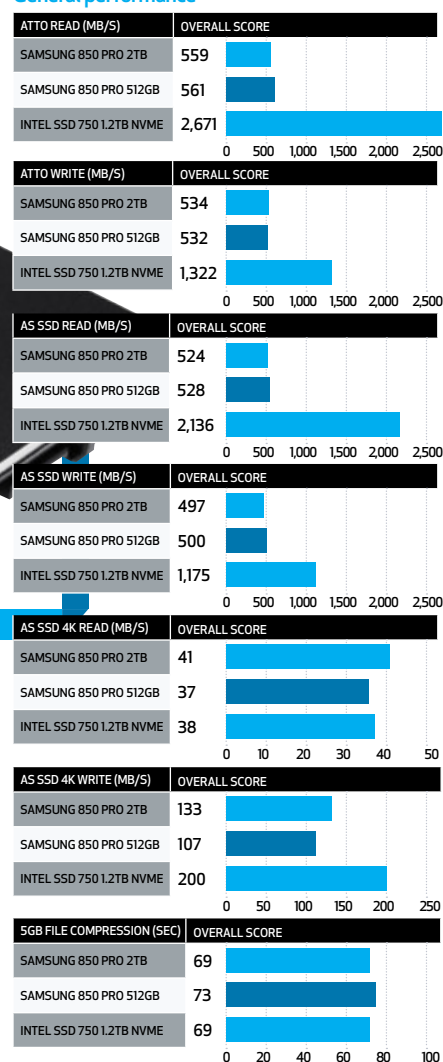 General performance
ATTO READ (MB/S) OVERALL SCORE
SAMSUNG 850 PRO 2TB 559
SAMSUNG 850 PRO 512GB 561
INTEL SSD 750 1.2TB NVME 2,671
0 500 1,000 1,500 2,000 2,500
ATTO WRITE (MB/S) OVERALL SCORE
SAMSUNG 850 PRO 2TB 534
SAMSUNG 850 PRO 512GB 532
INTEL SSD 750 1.2TB NVME 1,322
0 500 1,000 1,500 2,000 2,500
AS SSD READ (MB/S) OVERALL SCORE
SAMSUNG 850 PRO 2TB 524
SAMSUNG 850 PRO 512GB 528
INTEL SSD 750 1.2TB NVME 2,136
0 500 1,000 1,500 2,000 2,500
AS SSD WRITE (MB/S) OVERALL SCORE
SAMSUNG 850 PRO 2TB 497
SAMSUNG 850 PRO 512GB 500
INTEL SSD 750 1.2TB NVME 1,175
0 500 1,000 1,500 2,000 2,500
AS SSD 4K READ (MB/S) OVERALL SCORE
SAMSUNG 850 PRO 2TB 41
SAMSUNG 850 PRO 512GB 37
INTEL SSD 750 1.2TB NVME 38
0 10 20 30 40 50
AS SSD 4K WRITE (MB/S) OVERALL SCORE
SAMSUNG 850 PRO 2TB 133
SAMSUNG 850 PRO 512GB 107
INTEL SSD 750 1.2TB NVME 200
0 50 100 150 200 250
5GB FILE COMPRESSION (SEC) OVERALL SCORE
SAMSUNG 850 PRO 2TB 69
SAMSUNG 850 PRO 512GB 73
INTEL SSD 750 1.2TB NVME 69
0 20 40 60 80 100